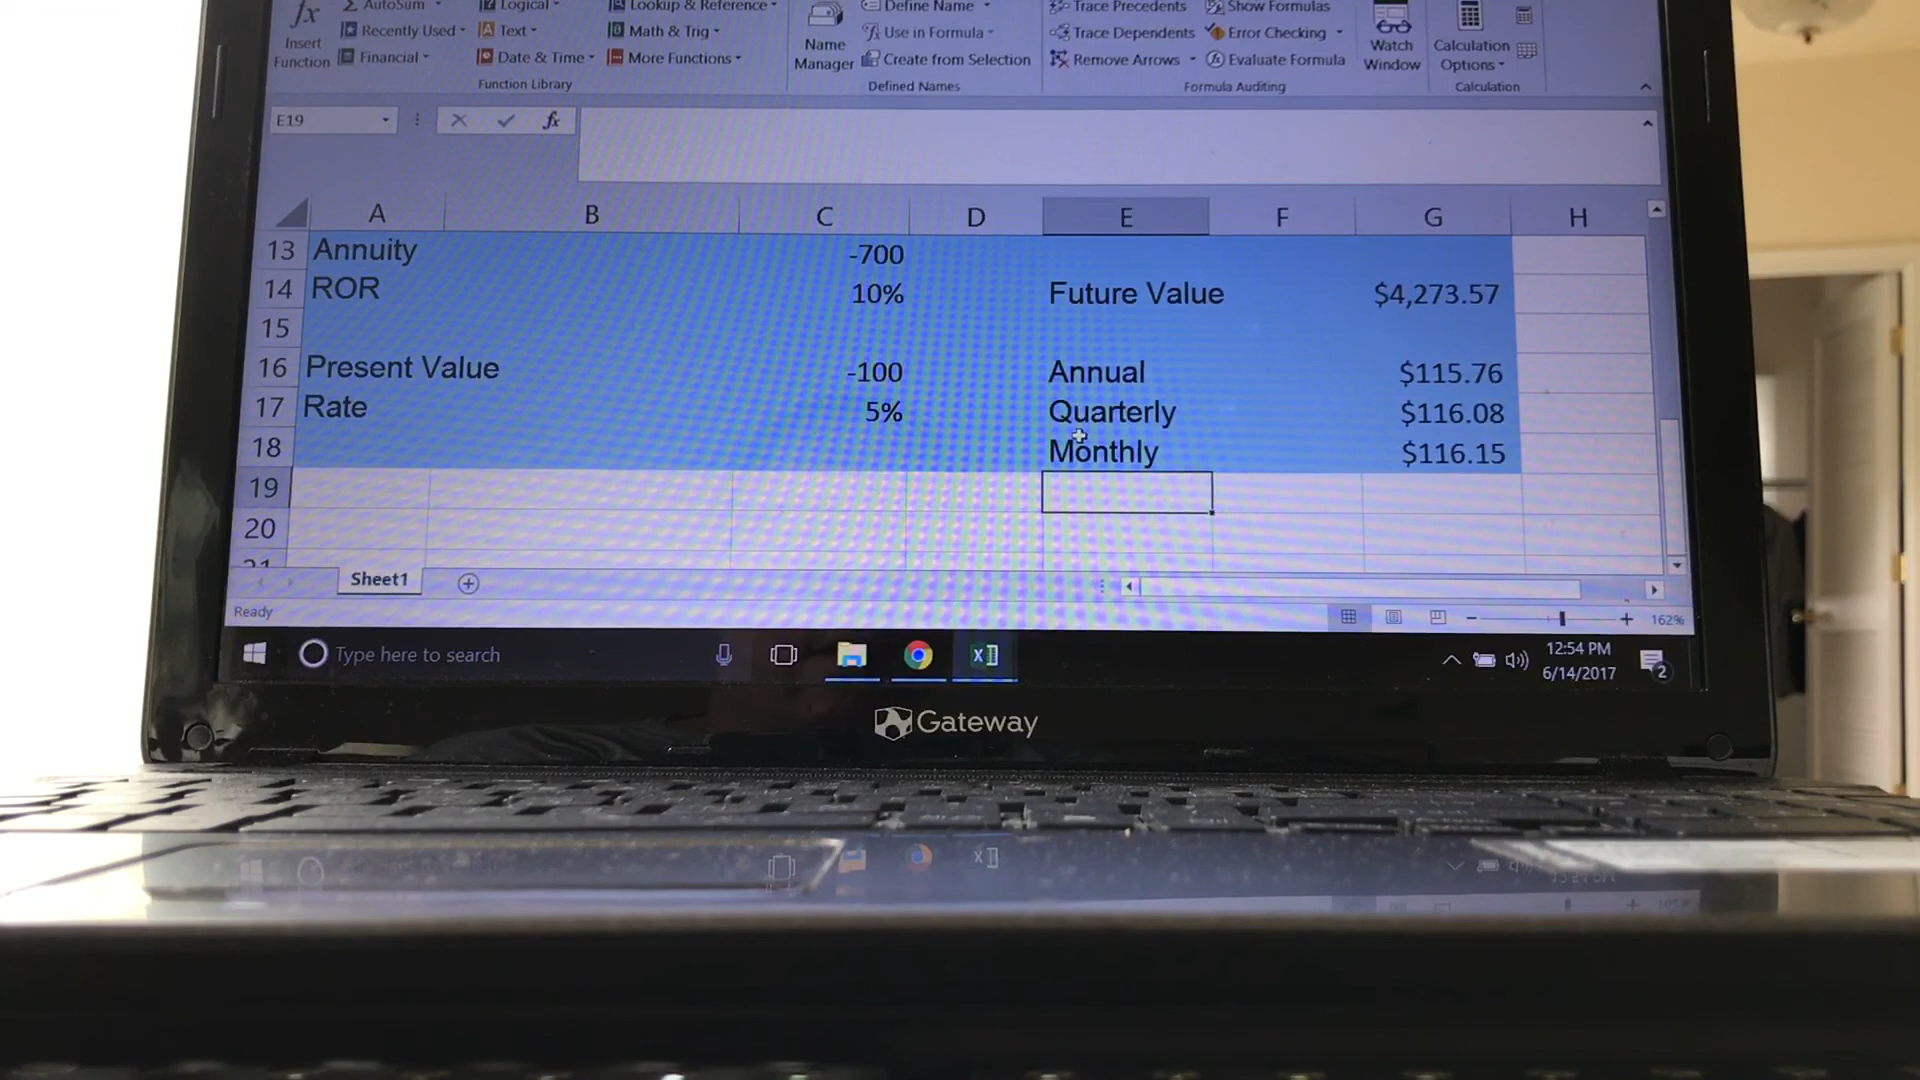 AutoSum Logical Lookup & Reference Define Name Trace Precedents Show Formulas
Insert Function Recently Used Text Math & Trig Name Manager Use in Formula Trace Dependents Error Checking Watch Window Calculation Options
Financial Date & Time More Functions Create from Selection Remove Arrows Evaluate Formula
Function Library Defined Names Formula Auditing Calculation
E19 fx
A B C D E F G H
13 Annuity -700
14 ROR 10% Future Value $4,273.57
15
16 Present Value -100 Annual $115.76
17 Rate 5% Quarterly $116.08
18 Monthly $116.15
19
20
21
Sheet1
Ready 162%
Type here to search 12:54 PM
6/14/2017 2
Gateway